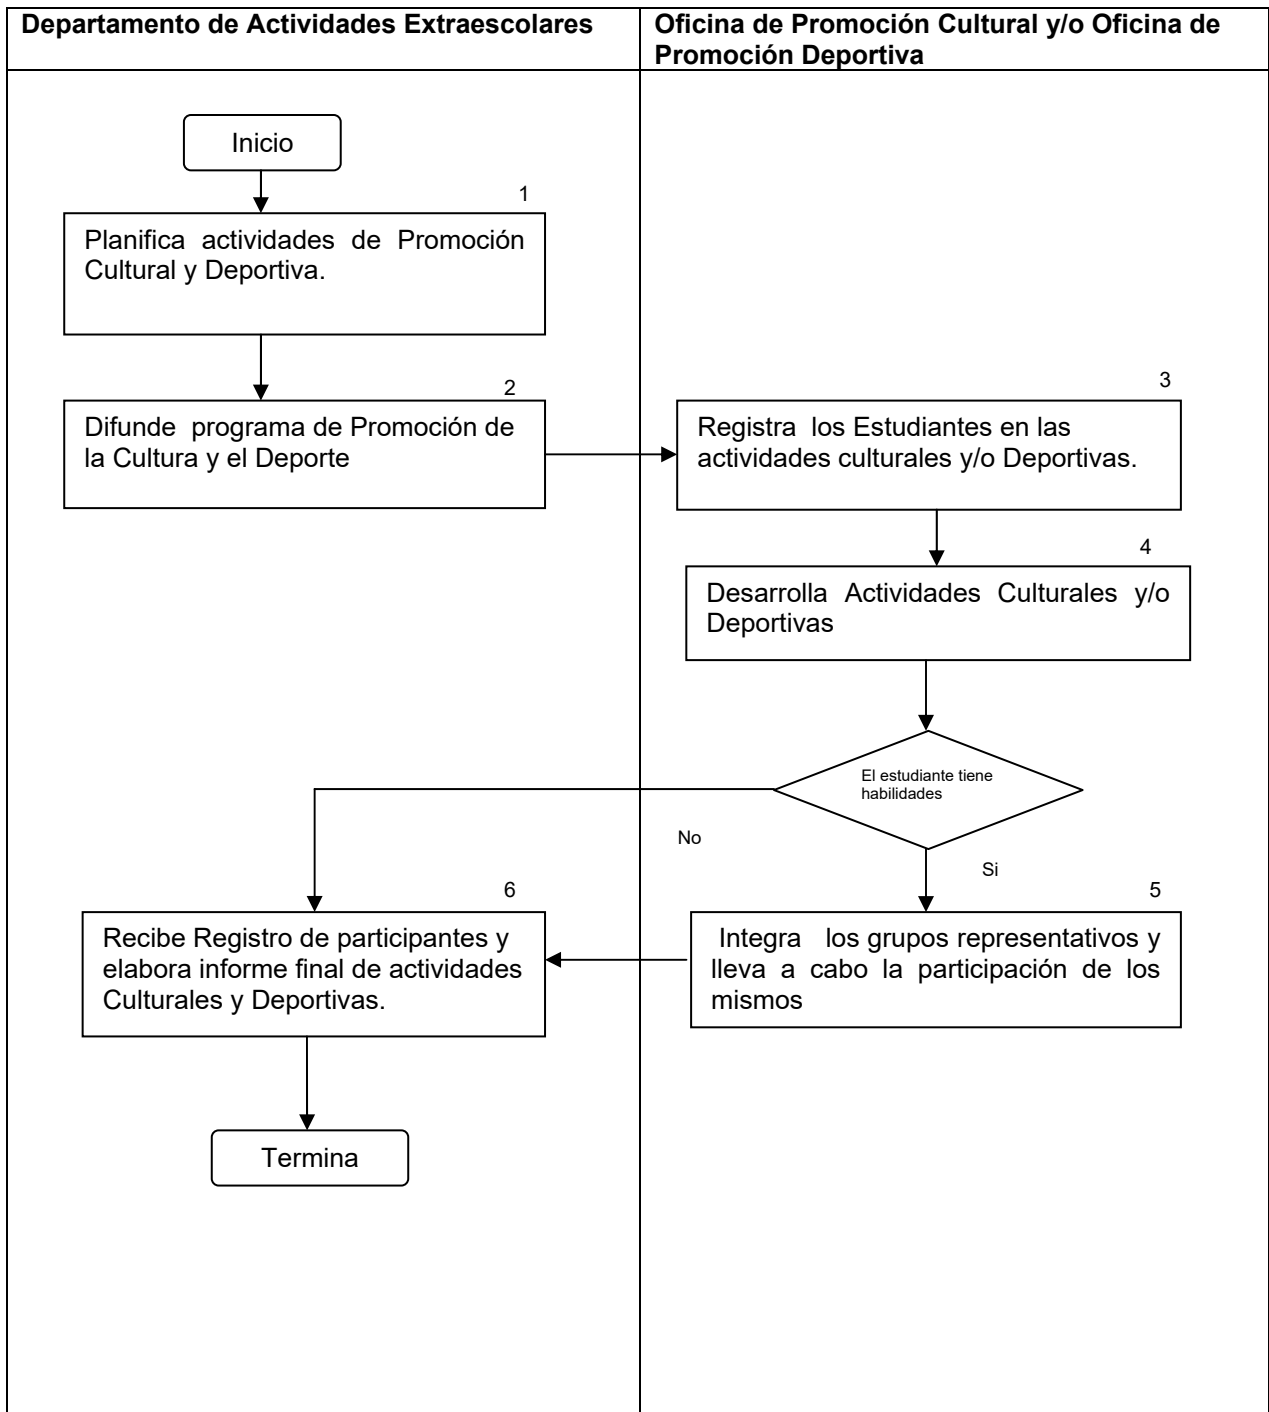 Departamento de Actividades Extraescolares
Oficina de Promoción Cultural y/o Oficina de
Promoción Deportiva
Inicio
1
Planifica actividades de Promoción
Cultural y Deportiva.
2
Difunde programa de Promoción de
la Cultura y el Deporte
3
Registra los Estudiantes en las
actividades culturales y/o Deportivas.
4
Desarrolla Actividades Culturales y/o
Deportivas
El estudiante tiene
habilidades
No
Si
5
Integra los grupos representativos y
lleva a cabo la participación de los
mismos
6
Recibe Registro de participantes y
elabora informe final de actividades
Culturales y Deportivas.
Termina